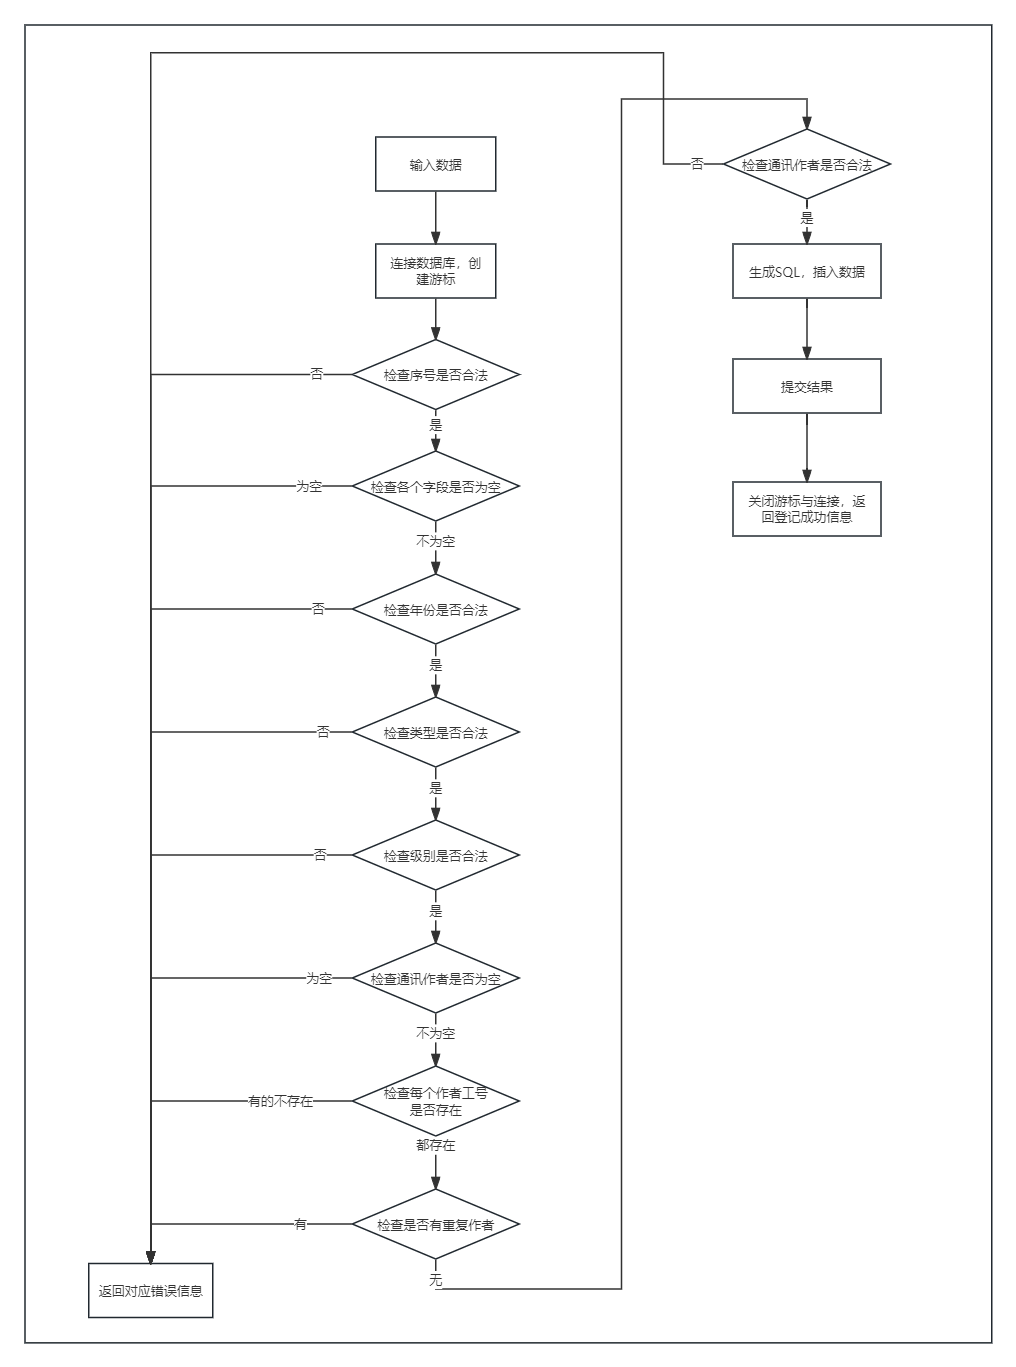 输入数据
连接数据库，创
建游标
检查序号是否合法
否
是
检查各个字段是否为空
为空
不为空
检查年份是否合法
否
是
检查类型是否合法
否
是
检查级别是否合法
否
是
检查通讯作者是否为空
为空
不为空
检查每个作者工号
是否存在
有的不存在
都存在
检查是否有重复作者
有
无
返回对应错误信息
检查通讯作者是否合法
否
是
生成SQL，插入数据
提交结果
关闭游标与连接，返
回登记成功信息